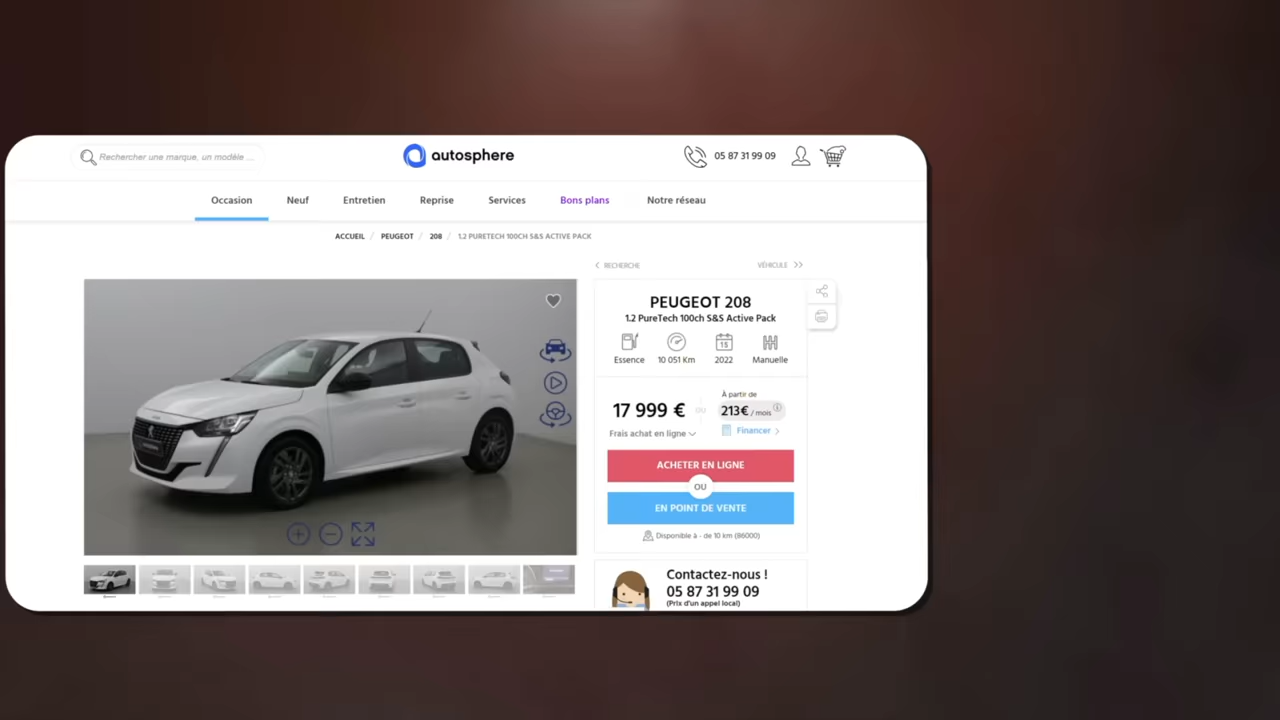 Rechercher une marque, un modèle ...
autosphere
05 87 31 99 09
Occasion
Neuf
Entretien
Reprise
Services
Bons plans
Notre réseau
ACCUEIL / PEUGEOT / 208 / 1.2 PURETECH 100CH S&S ACTIVE PACK
< RECHERCHE
VÉHICULE >>
PEUGEOT 208
1.2 PureTech 100ch S&S Active Pack
Essence
10 051 Km
15
2022
Manuelle
17 999 €
OU
À partir de
213€ / mois
Frais achat en ligne
Financer >
ACHETER EN LIGNE
OU
EN POINT DE VENTE
Disponible à - de 10 km (86000)
Contactez-nous !
05 87 31 99 09
(Prix d'un appel local)